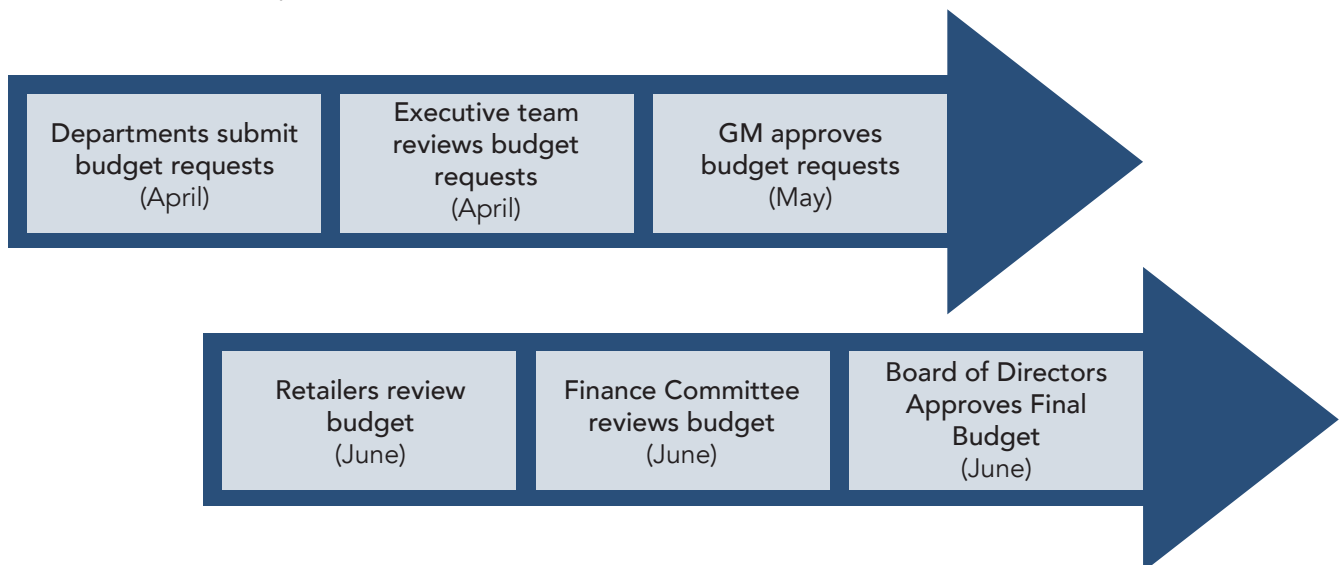 Departments submit
budget requests
(April)
Executive team
reviews budget
requests
(April)
GM approves
budget requests
(May)
Retailers review
budget
(June)
Finance Committee
reviews budget
(June)
Board of Directors
Approves Final
Budget
(June)